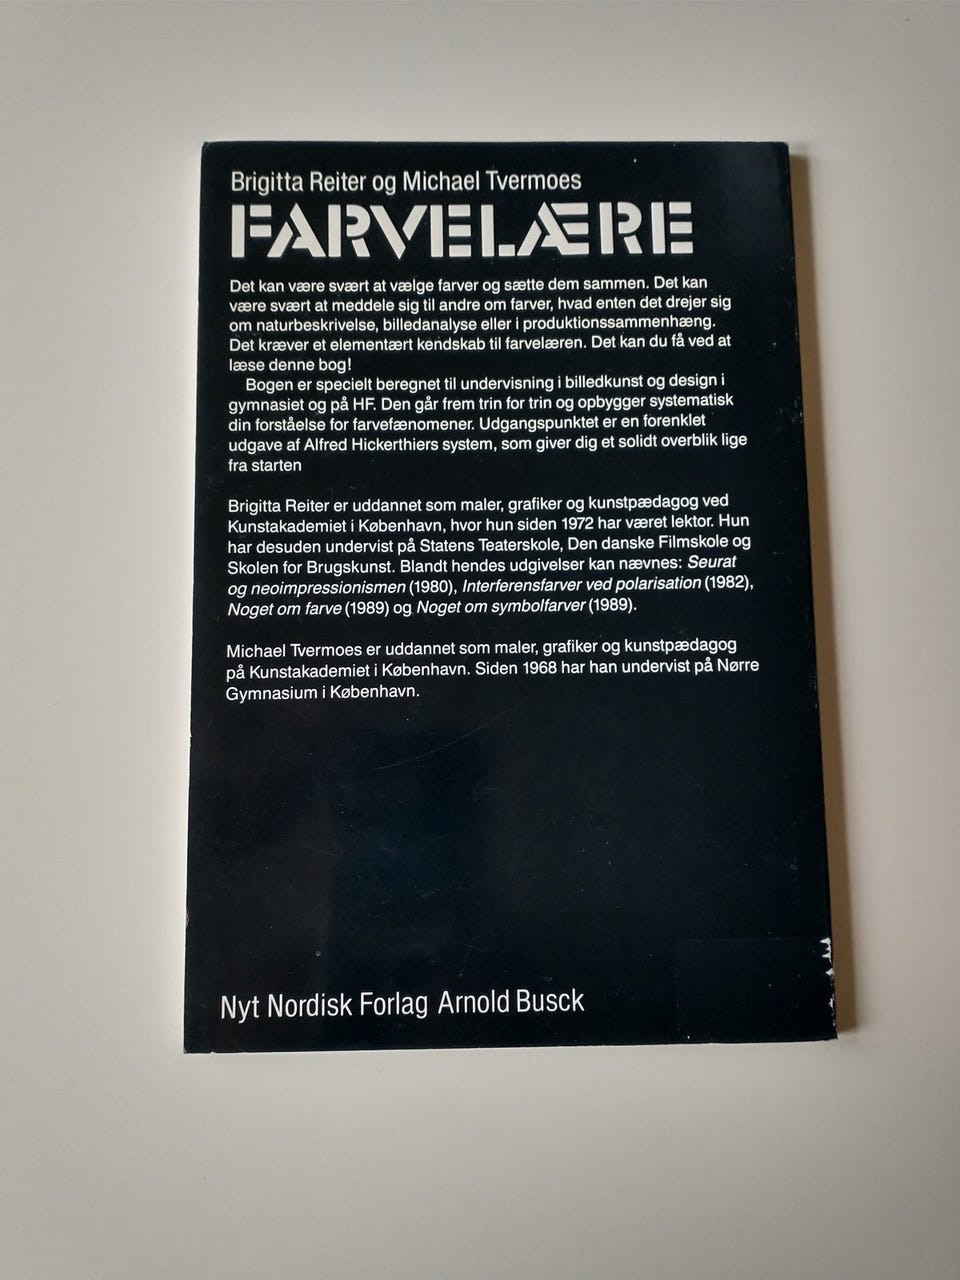 Brigitta Reiter og Michael Tvermoes
FARVELÆRE
Det kan være svært at vælge farver og sætte dem sammen. Det kan
være svært at meddele sig til andre om farver, hvad enten det drejer sig
om naturbeskrivelse, billedanalyse eller i produktionssammenhæng.
Det kræver et elementært kendskab til farvelæren. Det kan du få ved at
læse denne bog!
Bogen er specielt beregnet til undervisning i billedkunst og design i
gymnasiet og på HF. Den går frem trin for trin og opbygger systematisk
din forståelse for farvefænomener. Udgangspunktet er en forenklet
udgave af Alfred Hickerthiers system, som giver dig et solidt overblik lige
fra starten
Brigitta Reiter er uddannet som maler, grafiker og kunstpædagog ved
Kunstakademiet i København, hvor hun siden 1972 har været lektor. Hun
har desuden undervist på Statens Teaterskole, Den danske Filmskole og
Skolen for Brugskunst. Blandt hendes udgivelser kan nævnes: Seurat
og neoimpressionismen (1980), Interferensfarver ved polarisation (1982),
Noget om farve (1989) og Noget om symbolfarver (1989).
Michael Tvermoes er uddannet som maler, grafiker og kunstpædagog
på Kunstakademiet i København. Siden 1968 har han undervist på Nørre
Gymnasium i København.
Nyt Nordisk Forlag Arnold Busck